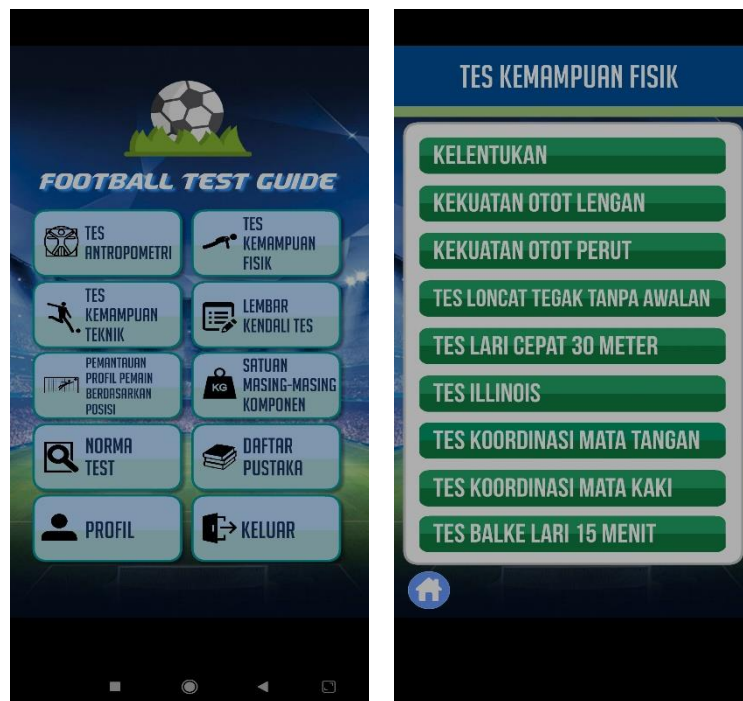 FOOTBALL TEST GUIDE
TES
ANTROPOMETRI
TES
KEMAMPUAN
FISIK
TES
KEMAMPUAN
TEKNIK
LEMBAR
KENDALI TES
PEMANTAUAN
PROFIL PEMAIN
BERDASARKAN
POSISI
KG
SATUAN
MASING-MASING
KOMPONEN
NORMA
TEST
DAFTAR
PUSTAKA
PROFIL
KELUAR
TES KEMAMPUAN FISIK
KELENTUKAN
KEKUATAN OTOT LENGAN
KEKUATAN OTOT PERUT
TES LONCAT TEGAK TANPA AWALAN
TES LARI CEPAT 30 METER
TES ILLINOIS
TES KOORDINASI MATA TANGAN
TES KOORDINASI MATA KAKI
TES BALKE LARI 15 MENIT